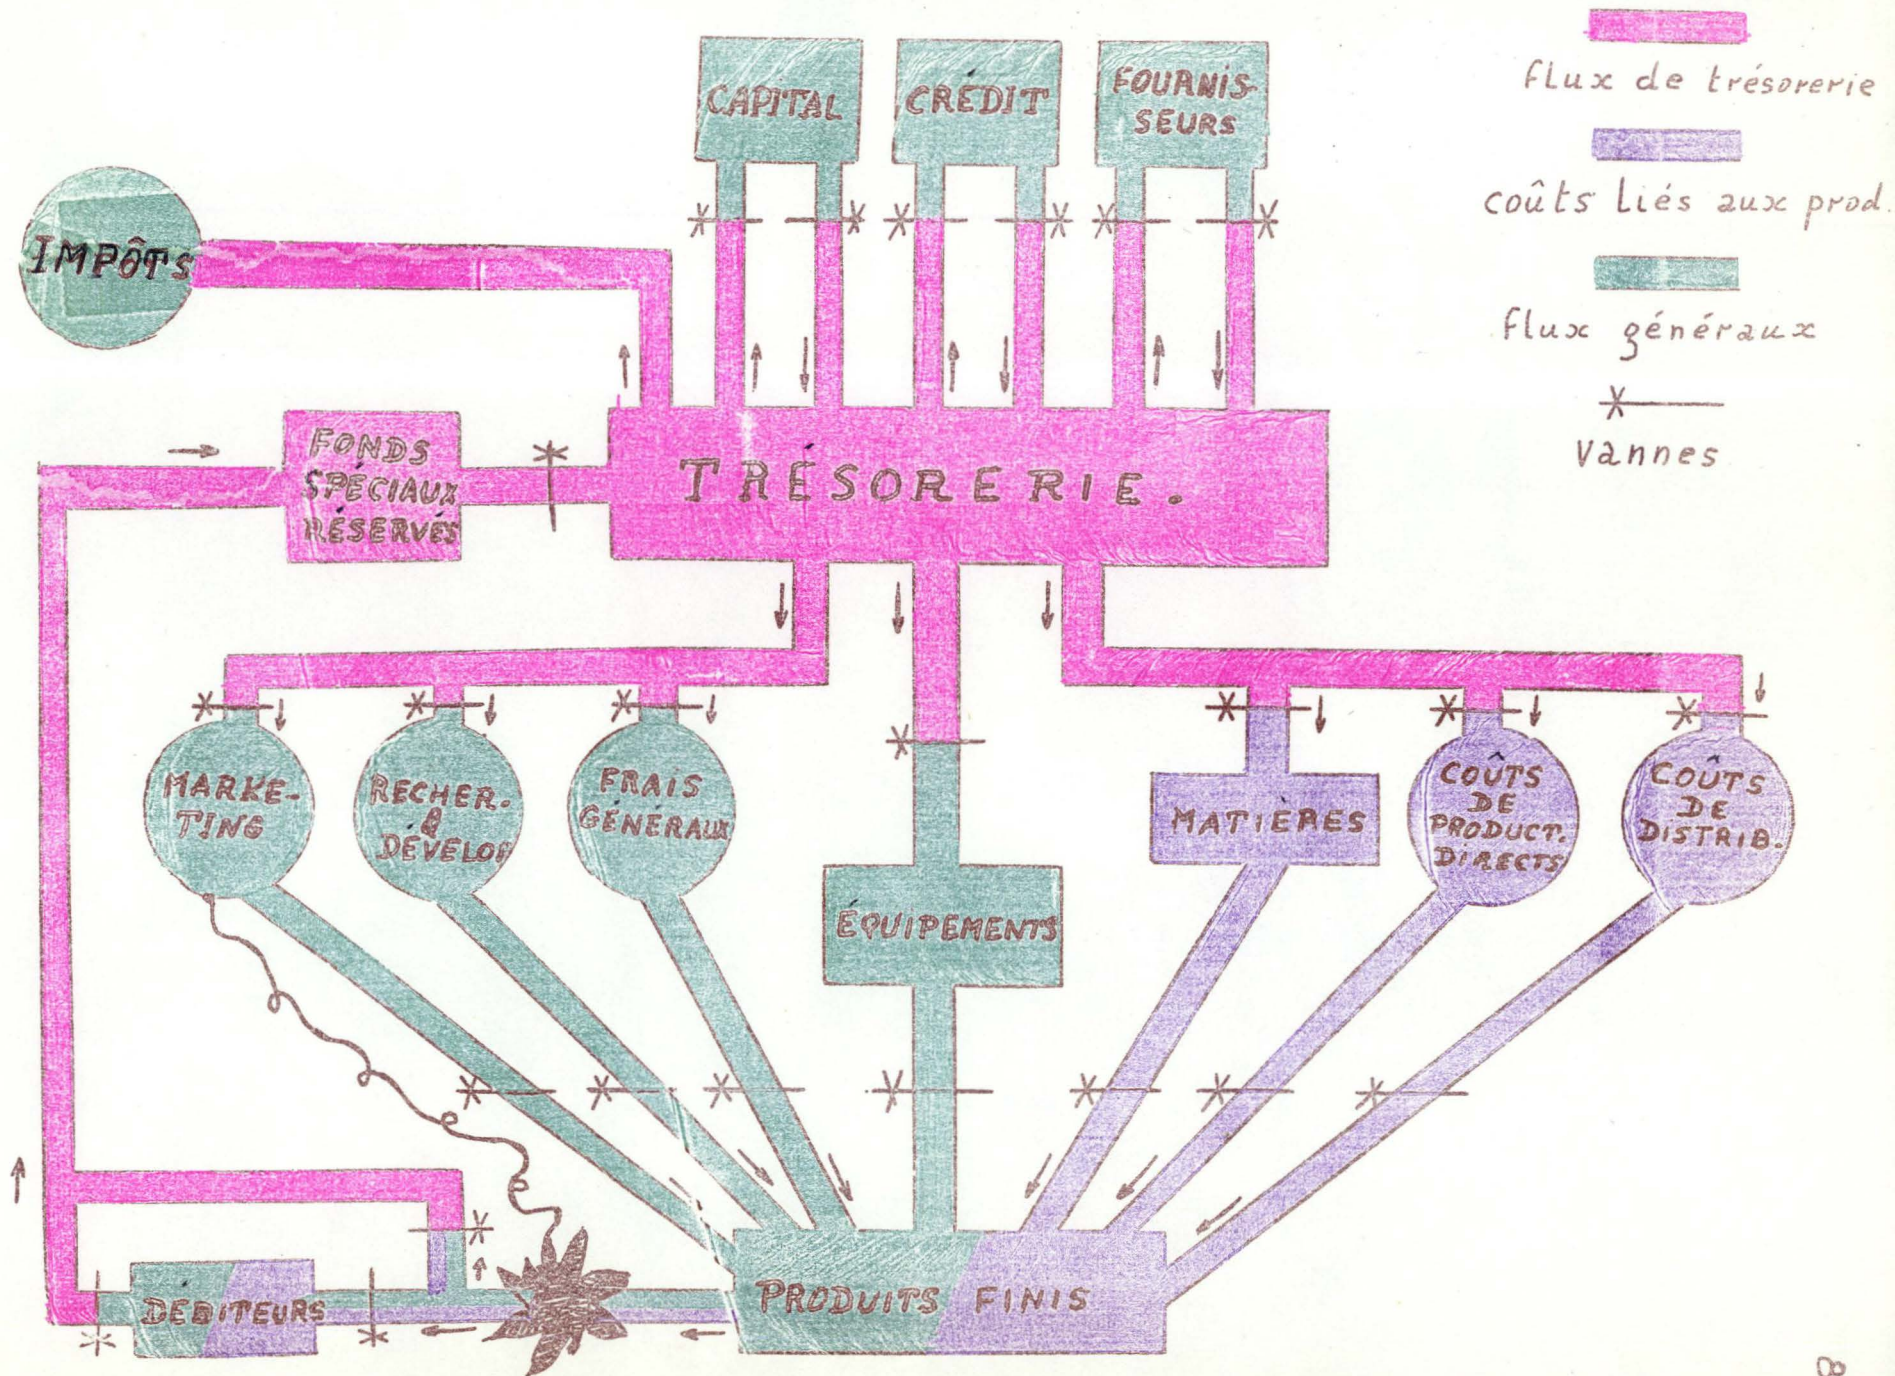 CAPITAL
CRÉDIT
FOURNIS-
SEURS
flux de trésorerie
coûts liés aux prod.
flux généraux
vannes
IMPÔTS
FONDS
SPÉCIAUX
RÉSERVÉS
TRÉSORERIE.
MARKE-
TING
RECHER.
&
DÉVELOP
FRAIS
GÉNÉRAUX
ÉQUIPEMENTS
MATIÈRES
COÛTS
DE
PRODUCT.
DIRECTS
COÛTS
DE
DISTRIB.
DÉBITEURS
PRODUITS FINIS
8